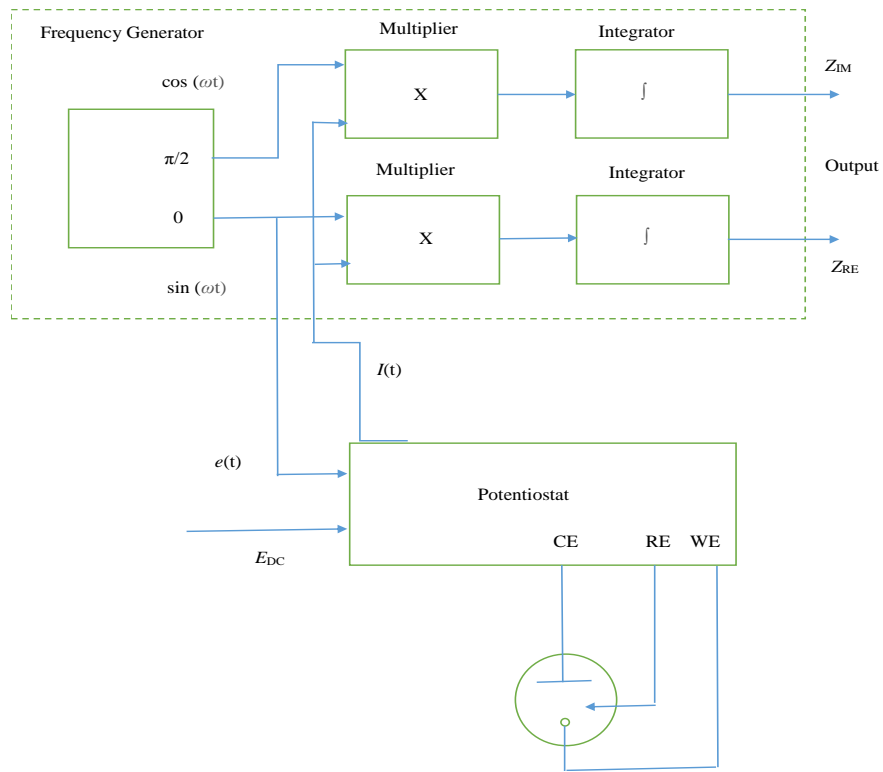 Frequency Generator
Multiplier
Integrator
cos (ωt)
Z_IM
X
∫
π/2
Multiplier
Integrator
Output
0
X
∫
Z_RE
sin (ωt)
I(t)
e(t)
Potentiostat
E_DC
CE RE WE